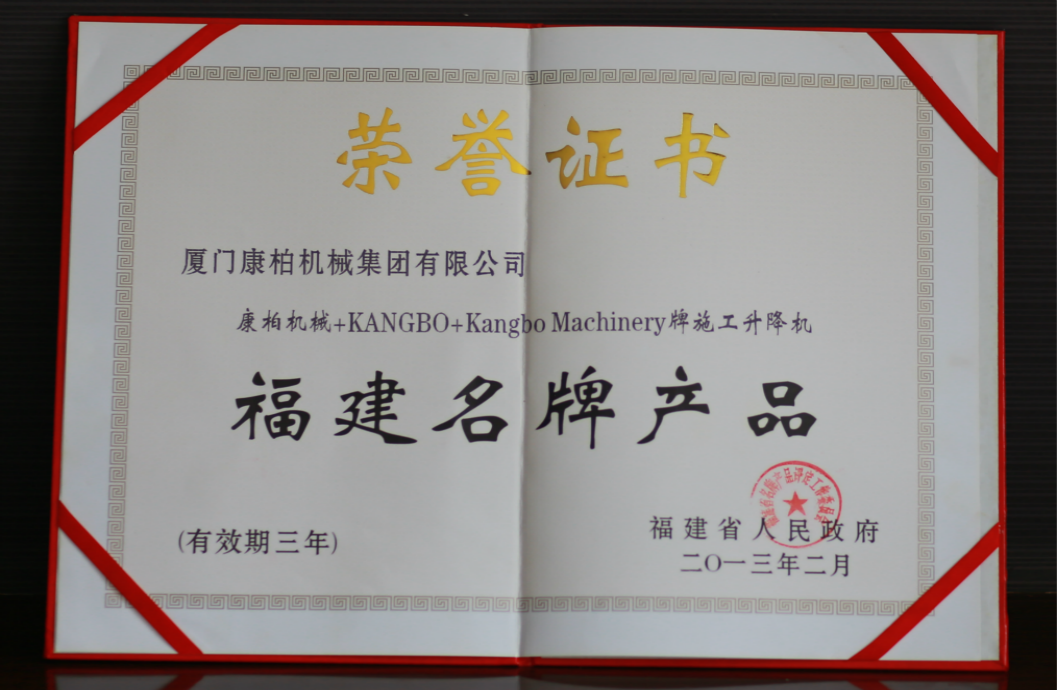 荣誉证书
厦门康柏机械集团有限公司
康柏机械+KANGBO+Kangbo Machinery牌施工升降机
福建名牌产品
(有效期三年)
福建省人民政府
二〇一三年二月